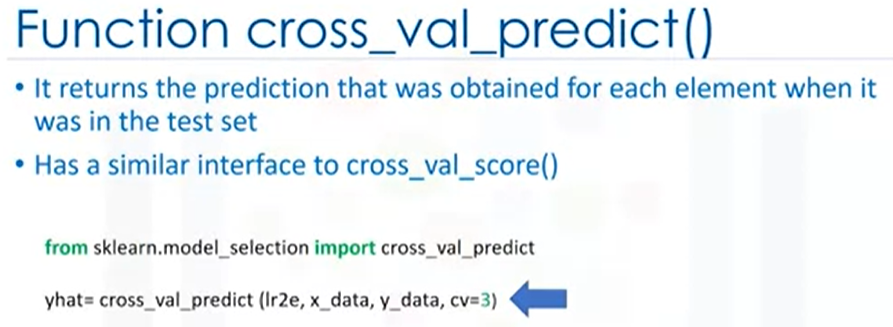 Function cross_val_predict()
• It returns the prediction that was obtained for each element when it
was in the test set
• Has a similar interface to cross_val_score()
from sklearn.model_selection import cross_val_predict
yhat= cross_val_predict (lr2e, x_data, y_data, cv=3)